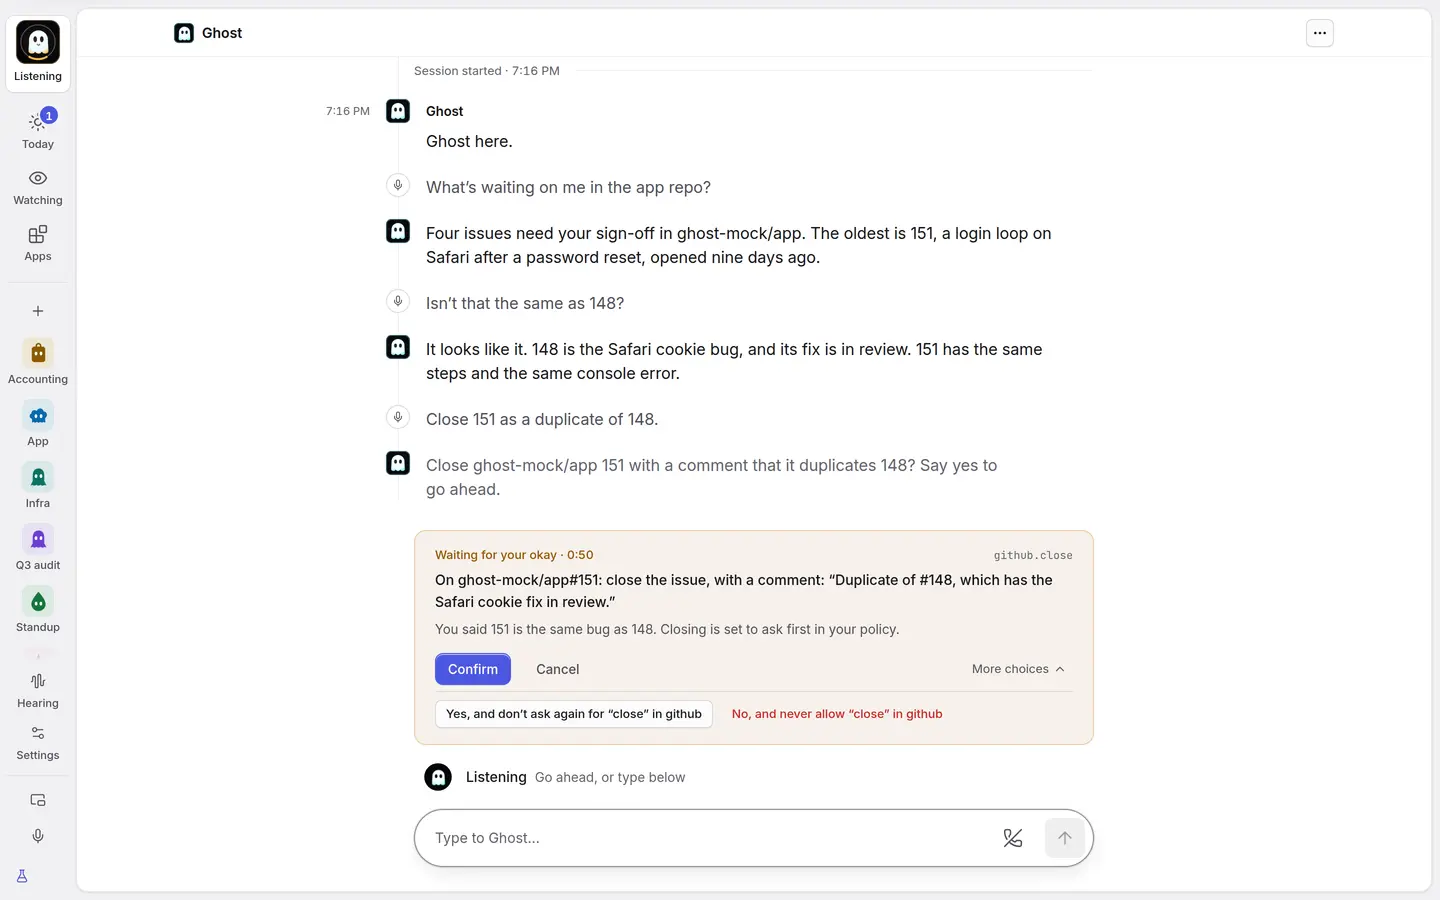 Ghost
Listening
1
Today
Watching
Apps
Accounting
App
Infra
Q3 audit
Standup
Hearing
Settings
Session started · 7:16 PM
7:16 PM
Ghost
Ghost here.
What’s waiting on me in the app repo?
Four issues need your sign-off in ghost-mock/app. The oldest is 151, a login loop on
Safari after a password reset, opened nine days ago.
Isn’t that the same as 148?
It looks like it. 148 is the Safari cookie bug, and its fix is in review. 151 has the same
steps and the same console error.
Close 151 as a duplicate of 148.
Close ghost-mock/app 151 with a comment that it duplicates 148? Say yes to
go ahead.
Waiting for your okay · 0:50
github.close
On ghost-mock/app#151: close the issue, with a comment: “Duplicate of #148, which has the
Safari cookie fix in review.”
You said 151 is the same bug as 148. Closing is set to ask first in your policy.
Confirm
Cancel
More choices
Yes, and don’t ask again for “close” in github
No, and never allow “close” in github
Listening Go ahead, or type below
Type to Ghost...